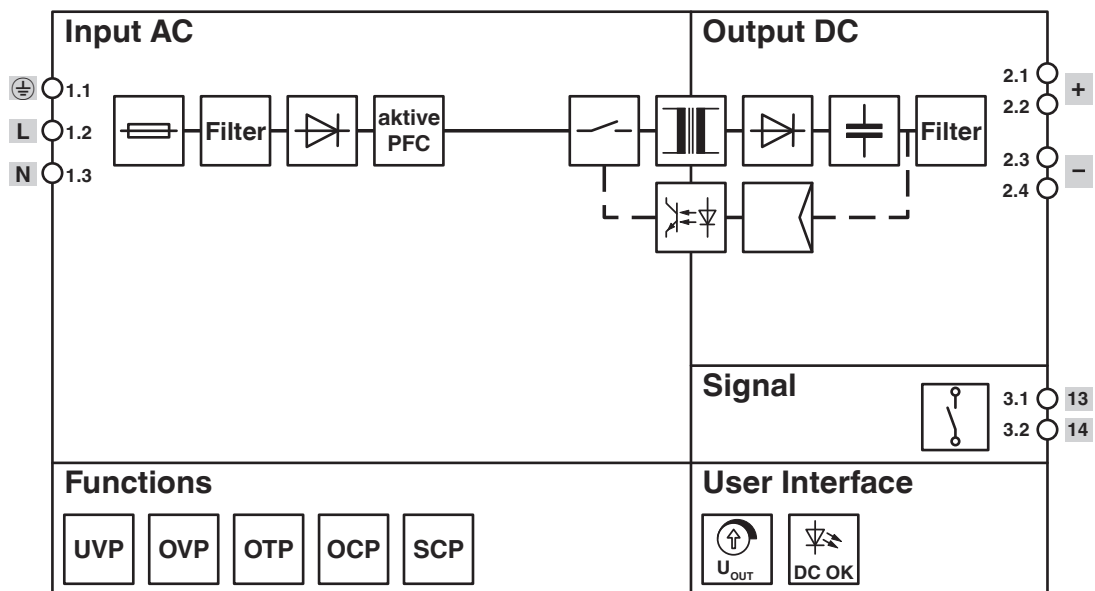 Input AC
Output DC
1.1
L 1.2
N 1.3
Filter
aktive
PFC
Filter
2.1
2.2
+
2.3
2.4
−
Signal
3.1 13
3.2 14
Functions
UVP OVP OTP OCP SCP
User Interface
UOUT
DC OK